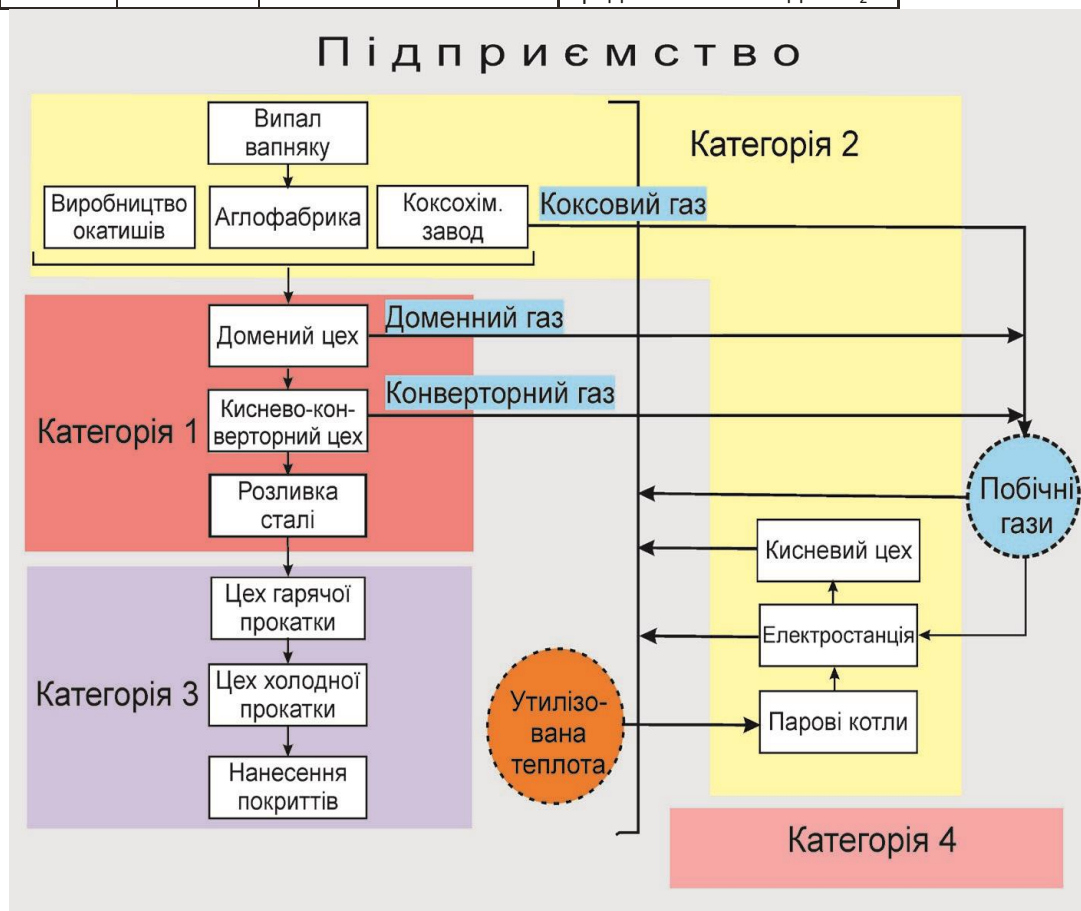 Підприємство
Категорія 2
Випал
вапняку
Виробництво
окатишів
Аглофабрика
Коксохім.
завод
Коксовий газ
Категорія 1
Домений цех
Доменний газ
Киснево-кон-
верторний цех
Конверторний газ
Розливка
сталі
Побічні
гази
Кисневий цех
Електростанція
Парові котли
Утилізо-
вана
теплота
Категорія 3
Цех гарячої
прокатки
Цех холодної
прокатки
Нанесення
покриттів
Категорія 4